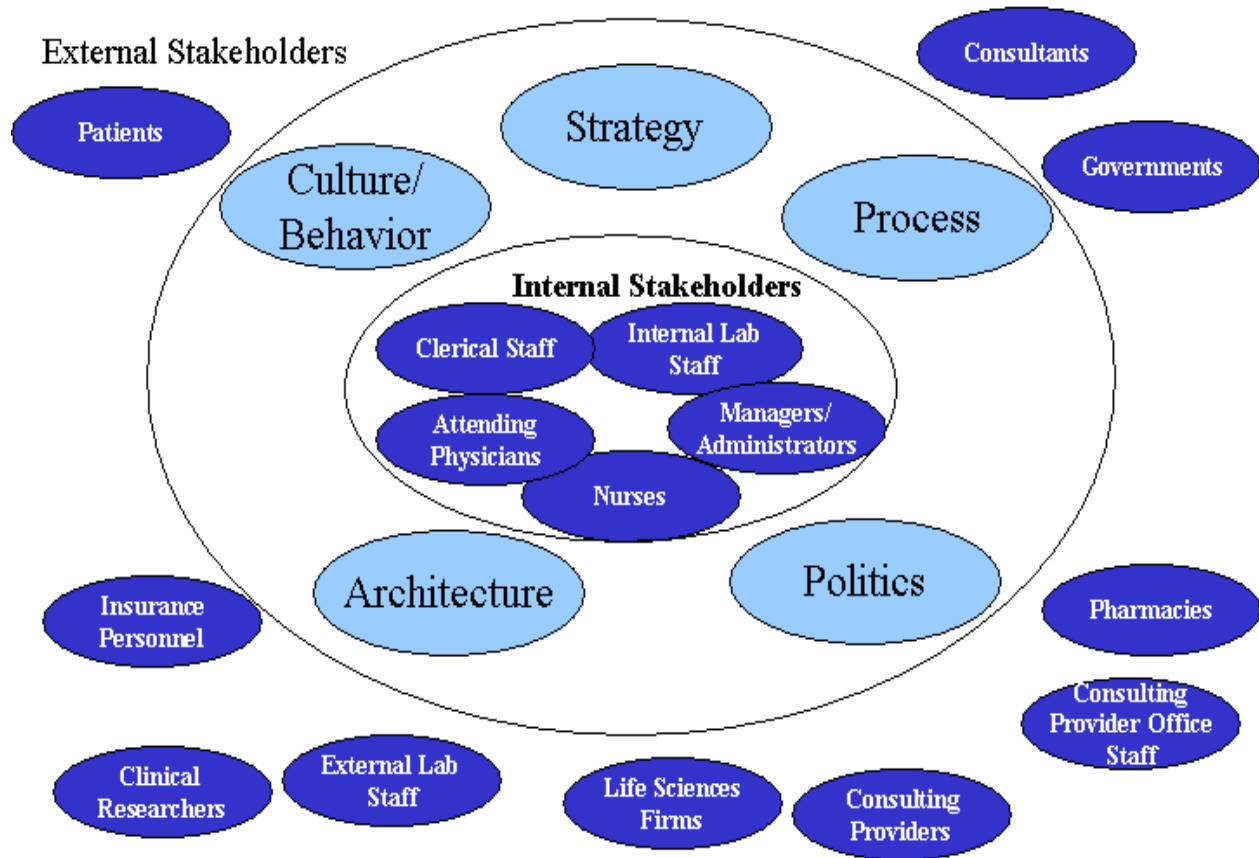 External Stakeholders
Patients
Consultants
Governments
Strategy
Culture/
Behavior
Process
Internal Stakeholders
Clerical Staff
Internal Lab
Staff
Attending
Physicians
Managers/
Administrators
Nurses
Architecture
Politics
Insurance
Personnel
Pharmacies
Consulting
Provider Office
Staff
Clinical
Researchers
External Lab
Staff
Life Sciences
Firms
Consulting
Providers